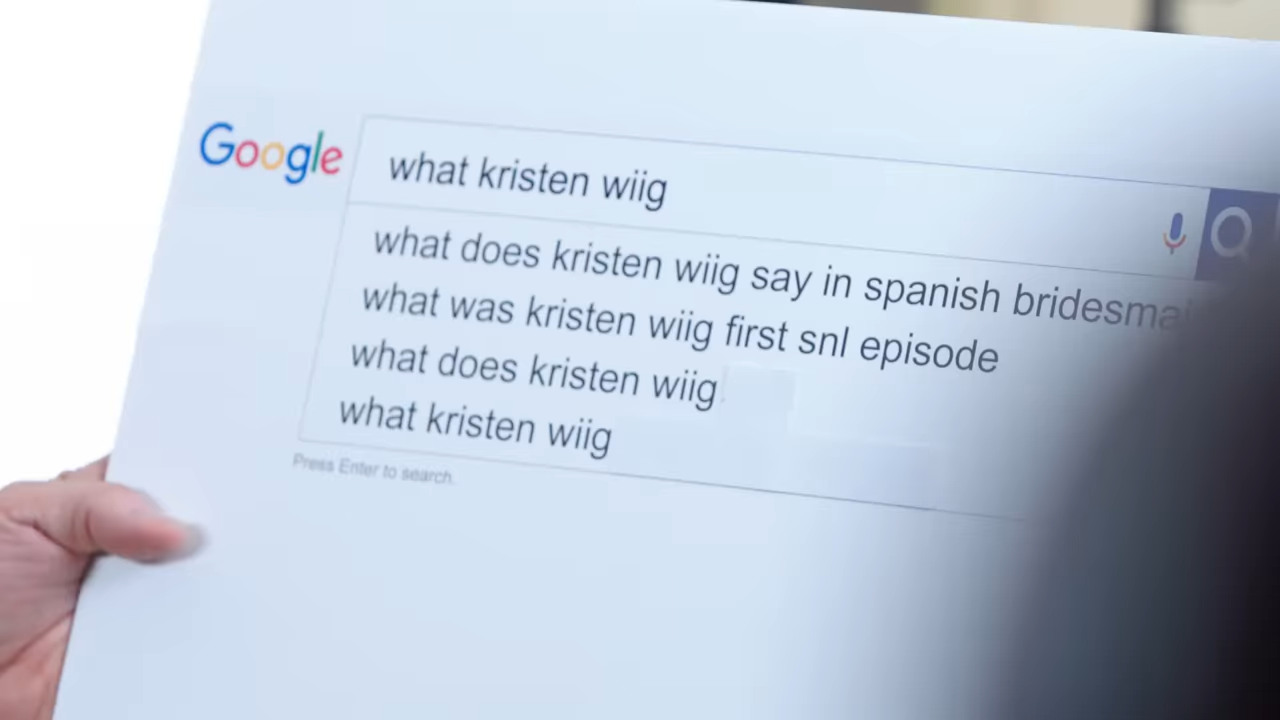 Google
what kristen wiig
what does kristen wiig say in spanish
what was kristen wiig first snl episode
what does kristen wiig
what kristen wiig
Press Enter to search.